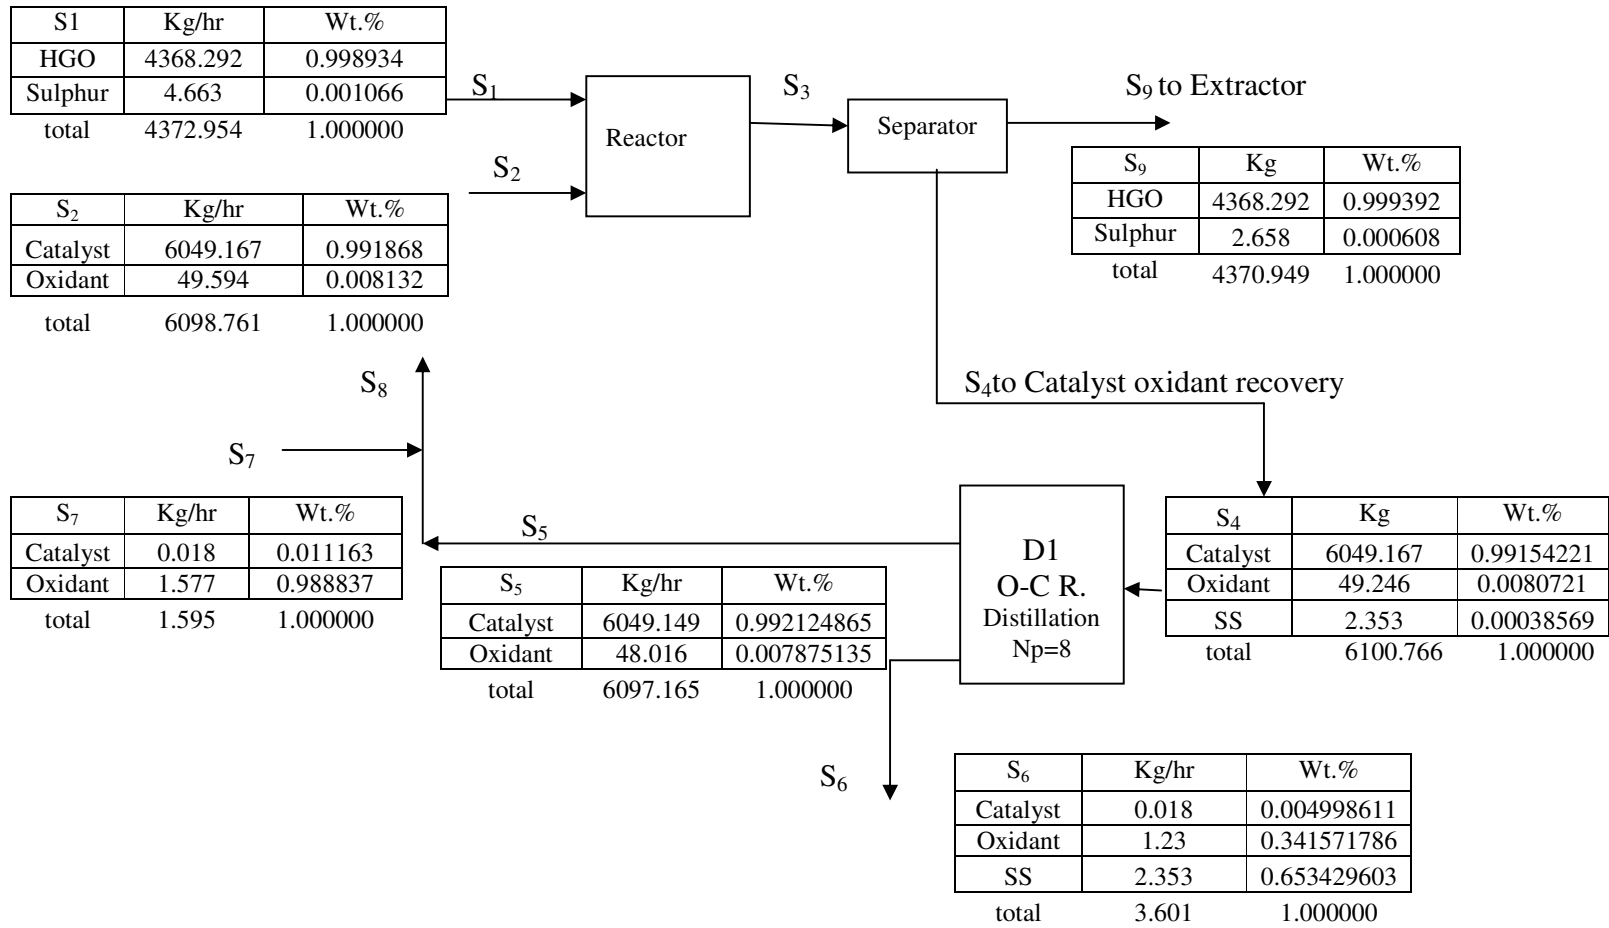 S1 Kg/hr Wt.%
HGO 4368.292 0.998934
Sulphur 4.663 0.001066
total 4372.954 1.000000
S1
Reactor
S3
Separator
S9 to Extractor
S2
S9 Kg Wt.%
HGO 4368.292 0.999392
Sulphur 2.658 0.000608
total 4370.949 1.000000
S2 Kg/hr Wt.%
Catalyst 6049.167 0.991868
Oxidant 49.594 0.008132
total 6098.761 1.000000
S8
S4to Catalyst oxidant recovery
S7
S7 Kg/hr Wt.%
Catalyst 0.018 0.011163
Oxidant 1.577 0.988837
total 1.595 1.000000
S5
S5 Kg/hr Wt.%
Catalyst 6049.149 0.992124865
Oxidant 48.016 0.007875135
total 6097.165 1.000000
D1
O-C R.
Distillation
Np=8
S4 Kg Wt.%
Catalyst 6049.167 0.99154221
Oxidant 49.246 0.0080721
SS 2.353 0.00038569
total 6100.766 1.000000
S6
S6 Kg/hr Wt.%
Catalyst 0.018 0.004998611
Oxidant 1.23 0.341571786
SS 2.353 0.653429603
total 3.601 1.000000